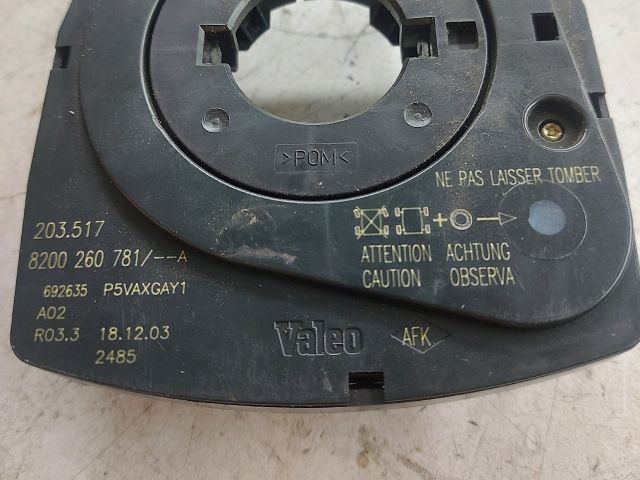 >POM<
NE PAS LAISSER TOMBER
203.517
8200 260 781/--A
ATTENTION ACHTUNG
CAUTION OBSERVA
692635 P5VAXGAY1
A02
R03.3 18.12.03
2485
Valeo
AFK